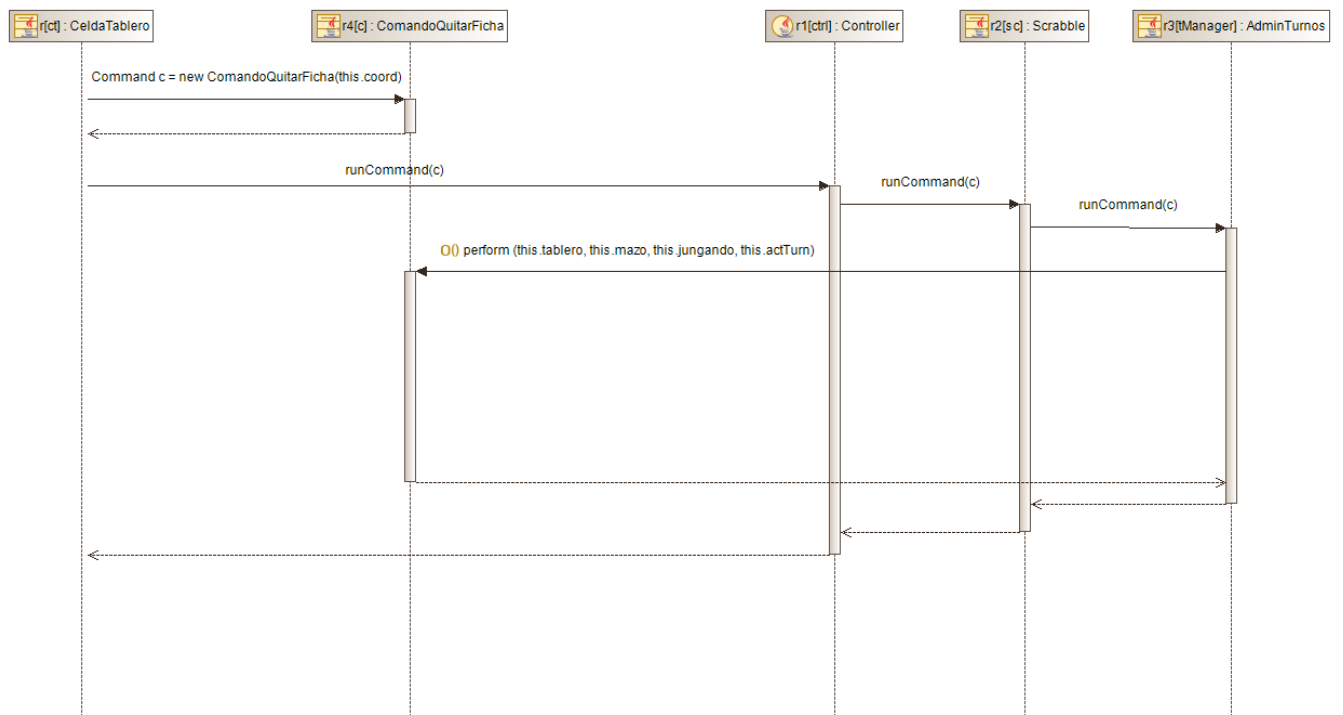 r[ct] : CeldaTablero
r4[c] : ComandoQuitarFicha
r1[ctrl] : Controller
r2[sc] : Scrabble
r3[tManager] : AdminTurnos
Command c = new ComandoQuitarFicha(this.coord)
runCommand(c)
runCommand(c)
runCommand(c)
O() perform (this.tablero, this.mazo, this.jungando, this.actTurn)